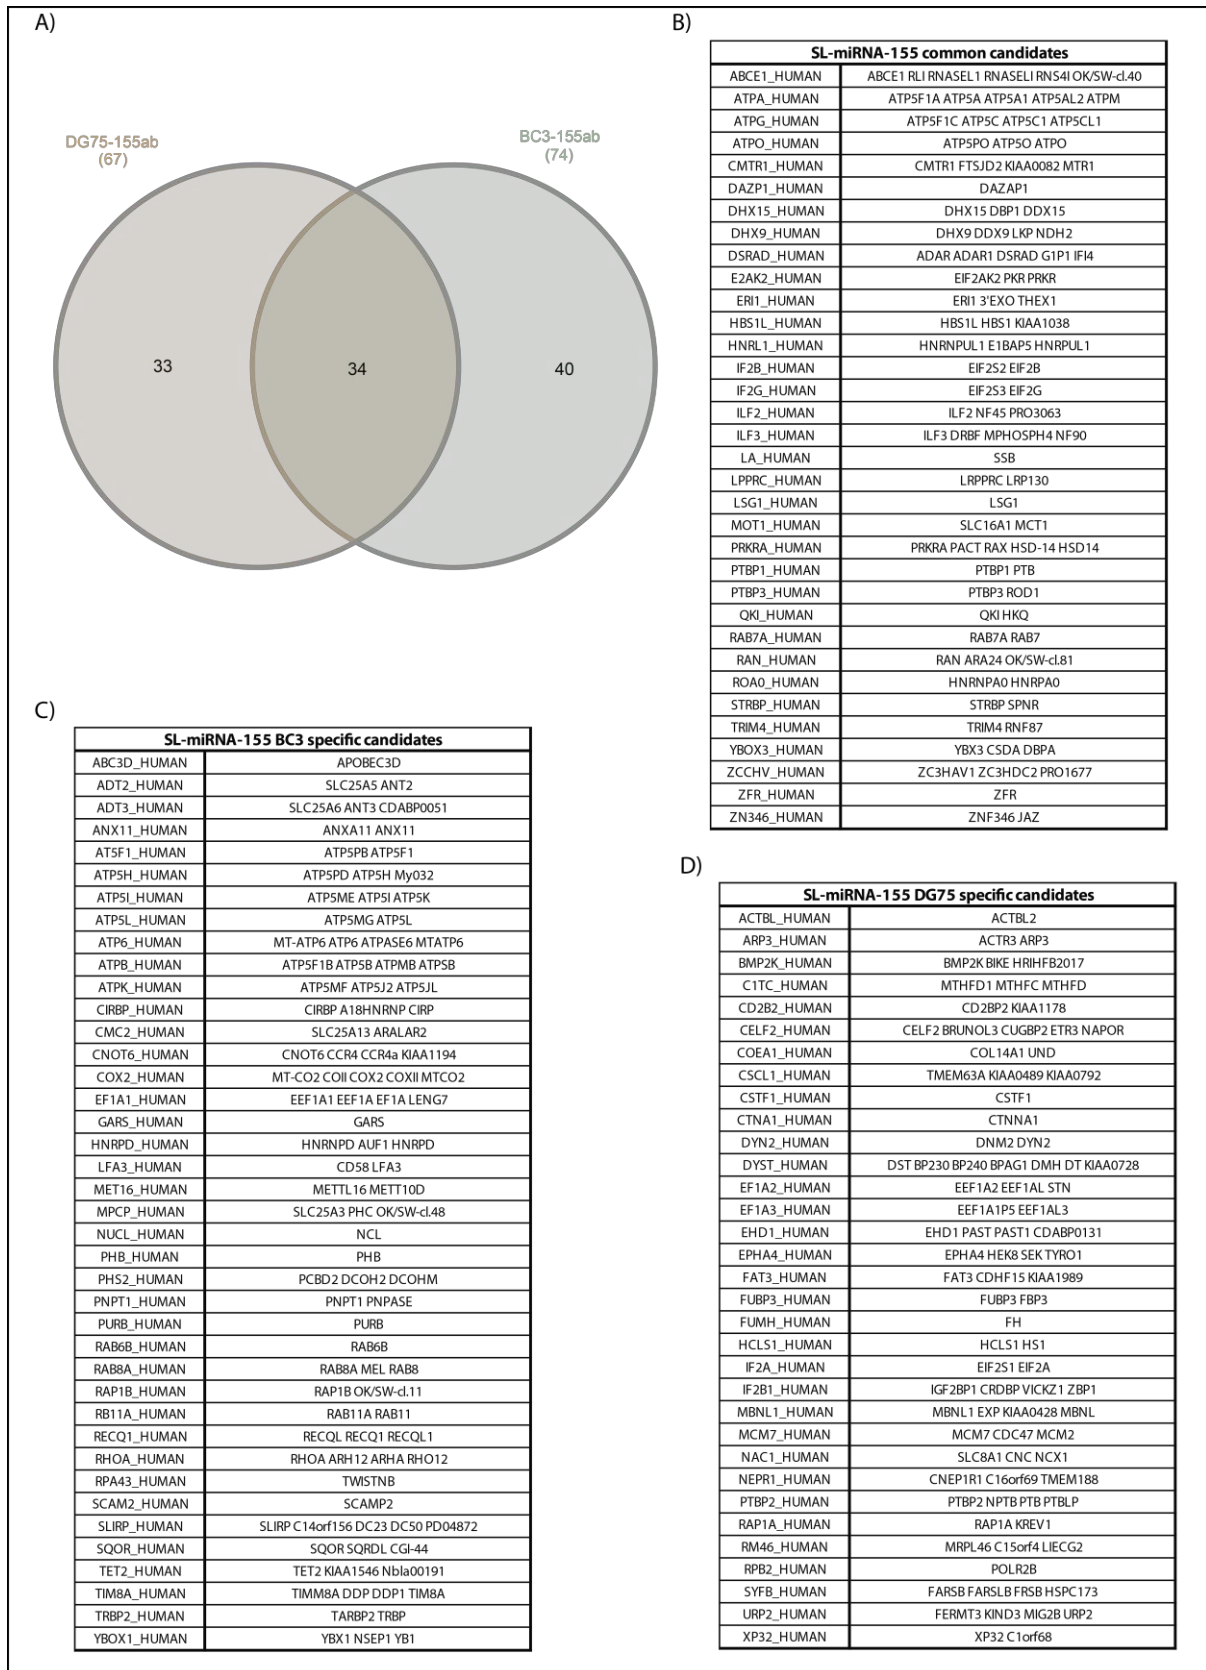 A)
DG75-155ab
(67)
BC3-155ab
(74)
33
34
40
B)
SL-miRNA-155 common candidates
ABCE1_HUMAN ABCE1 RLI RNASEL1 RNASELI RNS4I OK/SW-cl.40
ATPA_HUMAN ATP5F1A ATP5A ATP5A1 ATP5AL2 ATPM
ATPG_HUMAN ATP5F1C ATP5C ATP5C1 ATP5CL1
ATPO_HUMAN ATP5PO ATP5O ATPO
CMTR1_HUMAN CMTR1 FTSJD2 KIAA0082 MTR1
DAZP1_HUMAN DAZAP1
DHX15_HUMAN DHX15 DBP1 DDX15
DHX9_HUMAN DHX9 DDX9 LKP NDH2
DSRAD_HUMAN ADAR ADAR1 DSRAD G1P1 IFI4
E2AK2_HUMAN EIF2AK2 PKR PRKR
ERI1_HUMAN ERI1 3'EXO THEX1
HBS1L_HUMAN HBS1L HBS1 KIAA1038
HNRL1_HUMAN HNRNPUL1 E1BAP5 HNRPUL1
IF2B_HUMAN EIF2S2 EIF2B
IF2G_HUMAN EIF2S3 EIF2G
ILF2_HUMAN ILF2 NF45 PRO3063
ILF3_HUMAN ILF3 DRBF MPHOSPH4 NF90
LA_HUMAN SSB
LPPRC_HUMAN LRPPRC LRP130
LSG1_HUMAN LSG1
MOT1_HUMAN SLC16A1 MCT1
PRKRA_HUMAN PRKRA PACT RAX HSD-14 HSD14
PTBP1_HUMAN PTBP1 PTB
PTBP3_HUMAN PTBP3 ROD1
QKI_HUMAN QKI HKQ
RAB7A_HUMAN RAB7A RAB7
RAN_HUMAN RAN ARA24 OK/SW-cl.81
ROA0_HUMAN HNRNPA0 HNRPA0
STRBP_HUMAN STRBP SPNR
TRIM4_HUMAN TRIM4 RNF87
YBOX3_HUMAN YBX3 CSDA DBPA
ZCCHV_HUMAN ZC3HAV1 ZC3HDC2 PRO1677
ZFR_HUMAN ZFR
ZN346_HUMAN ZNF346 JAZ
C)
SL-miRNA-155 BC3 specific candidates
ABC3D_HUMAN APOBEC3D
ADT2_HUMAN SLC25A5 ANT2
ADT3_HUMAN SLC25A6 ANT3 CDABP0051
ANX11_HUMAN ANXA11 ANX11
AT5F1_HUMAN ATP5PB ATP5F1
ATP5H_HUMAN ATP5PD ATP5H My032
ATP5I_HUMAN ATP5ME ATP5I ATP5K
ATP5L_HUMAN ATP5MG ATP5L
ATP6_HUMAN MT-ATP6 ATP6 ATPASE6 MTATP6
ATPB_HUMAN ATP5F1B ATP5B ATPMB ATPSB
ATPK_HUMAN ATP5MF ATP5J2 ATP5JL
CIRBP_HUMAN CIRBP A18HNRNP CIRP
CMC2_HUMAN SLC25A13 ARALAR2
CNOT6_HUMAN CNOT6 CCR4 CCR4a KIAA1194
COX2_HUMAN MT-CO2 COII COX2 COXII MTCO2
EF1A1_HUMAN EEF1A1 EEF1A EF1A LENG7
GARS_HUMAN GARS
HNRPD_HUMAN HNRNPD AUF1 HNRPD
LFA3_HUMAN CD58 LFA3
MET16_HUMAN METTL16 METT10D
MPCP_HUMAN SLC25A3 PHC OK/SW-cl.48
NUCL_HUMAN NCL
PHB_HUMAN PHB
PHS2_HUMAN PCBD2 DCOH2 DCOHM
PNPT1_HUMAN PNPT1 PNPASE
PURB_HUMAN PURB
RAB6B_HUMAN RAB6B
RAB8A_HUMAN RAB8A MEL RAB8
RAP1B_HUMAN RAP1B OK/SW-cl.11
RB11A_HUMAN RAB11A RAB11
RECQ1_HUMAN RECQL RECQ1 RECQL1
RHOA_HUMAN RHOA ARH12 ARHA RHO12
RPA43_HUMAN TWISTNB
SCAM2_HUMAN SCAMP2
SLIRP_HUMAN SLIRP C14orf156 DC23 DC50 PD04872
SQOR_HUMAN SQOR SQRDL CGI-44
TET2_HUMAN TET2 KIAA1546 Nbla00191
TIM8A_HUMAN TIMM8A DDP DDP1 TIM8A
TRBP2_HUMAN TARBP2 TRBP
YBOX1_HUMAN YBX1 NSEP1 YB1
D)
SL-miRNA-155 DG75 specific candidates
ACTBL_HUMAN ACTBL2
ARP3_HUMAN ACTR3 ARP3
BMP2K_HUMAN BMP2K BIKE HRIHFB2017
C1TC_HUMAN MTHFD1 MTHFC MTHFD
CD2B2_HUMAN CD2BP2 KIAA1178
CELF2_HUMAN CELF2 BRUNOL3 CUGBP2 ETR3 NAPOR
COEA1_HUMAN COL14A1 UND
CSCL1_HUMAN TMEM63A KIAA0489 KIAA0792
CSTF1_HUMAN CSTF1
CTNA1_HUMAN CTNNA1
DYN2_HUMAN DNM2 DYN2
DYST_HUMAN DST BP230 BP240 BPAG1 DMH DT KIAA0728
EF1A2_HUMAN EEF1A2 EEF1AL STN
EF1A3_HUMAN EEF1A1P5 EEF1AL3
EHD1_HUMAN EHD1 PAST PAST1 CDABP0131
EPHA4_HUMAN EPHA4 HEK8 SEK TYRO1
FAT3_HUMAN FAT3 CDHF15 KIAA1989
FUBP3_HUMAN FUBP3 FBP3
FUMH_HUMAN FH
HCLS1_HUMAN HCLS1 HS1
IF2A_HUMAN EIF2S1 EIF2A
IF2B1_HUMAN IGF2BP1 CRDBP VICKZ1 ZBP1
MBNL1_HUMAN MBNL1 EXP KIAA0428 MBNL
MCM7_HUMAN MCM7 CDC47 MCM2
NAC1_HUMAN SLC8A1 CNC NCX1
NEPR1_HUMAN CNEP1R1 C16orf69 TMEM188
PTBP2_HUMAN PTBP2 NPTB PTB PTBLP
RAP1A_HUMAN RAP1A KREV1
RM46_HUMAN MRPL46 C15orf4 LIECG2
RPB2_HUMAN POLR2B
SYFB_HUMAN FARSB FARSLB FRSB HSPC173
URP2_HUMAN FERMT3 KIND3 MIG2B URP2
XP32_HUMAN XP32 C1orf68